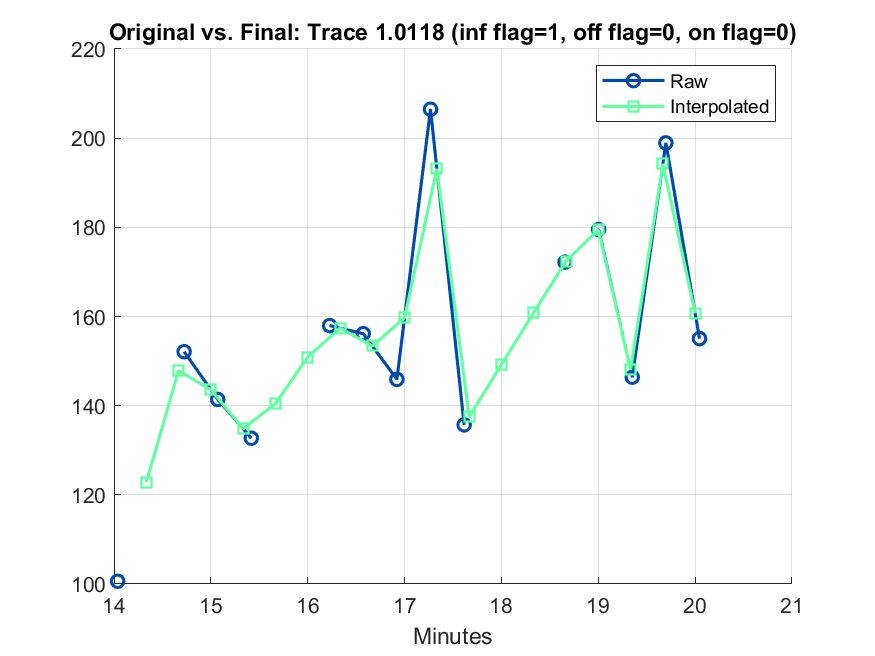 Original vs. Final: Trace 1.0118 (inf flag=1, off flag=0, on flag=0)
220
200
180
160
140
120
100
Raw
Interpolated
14 15 16 17 18 19 20 21
Minutes